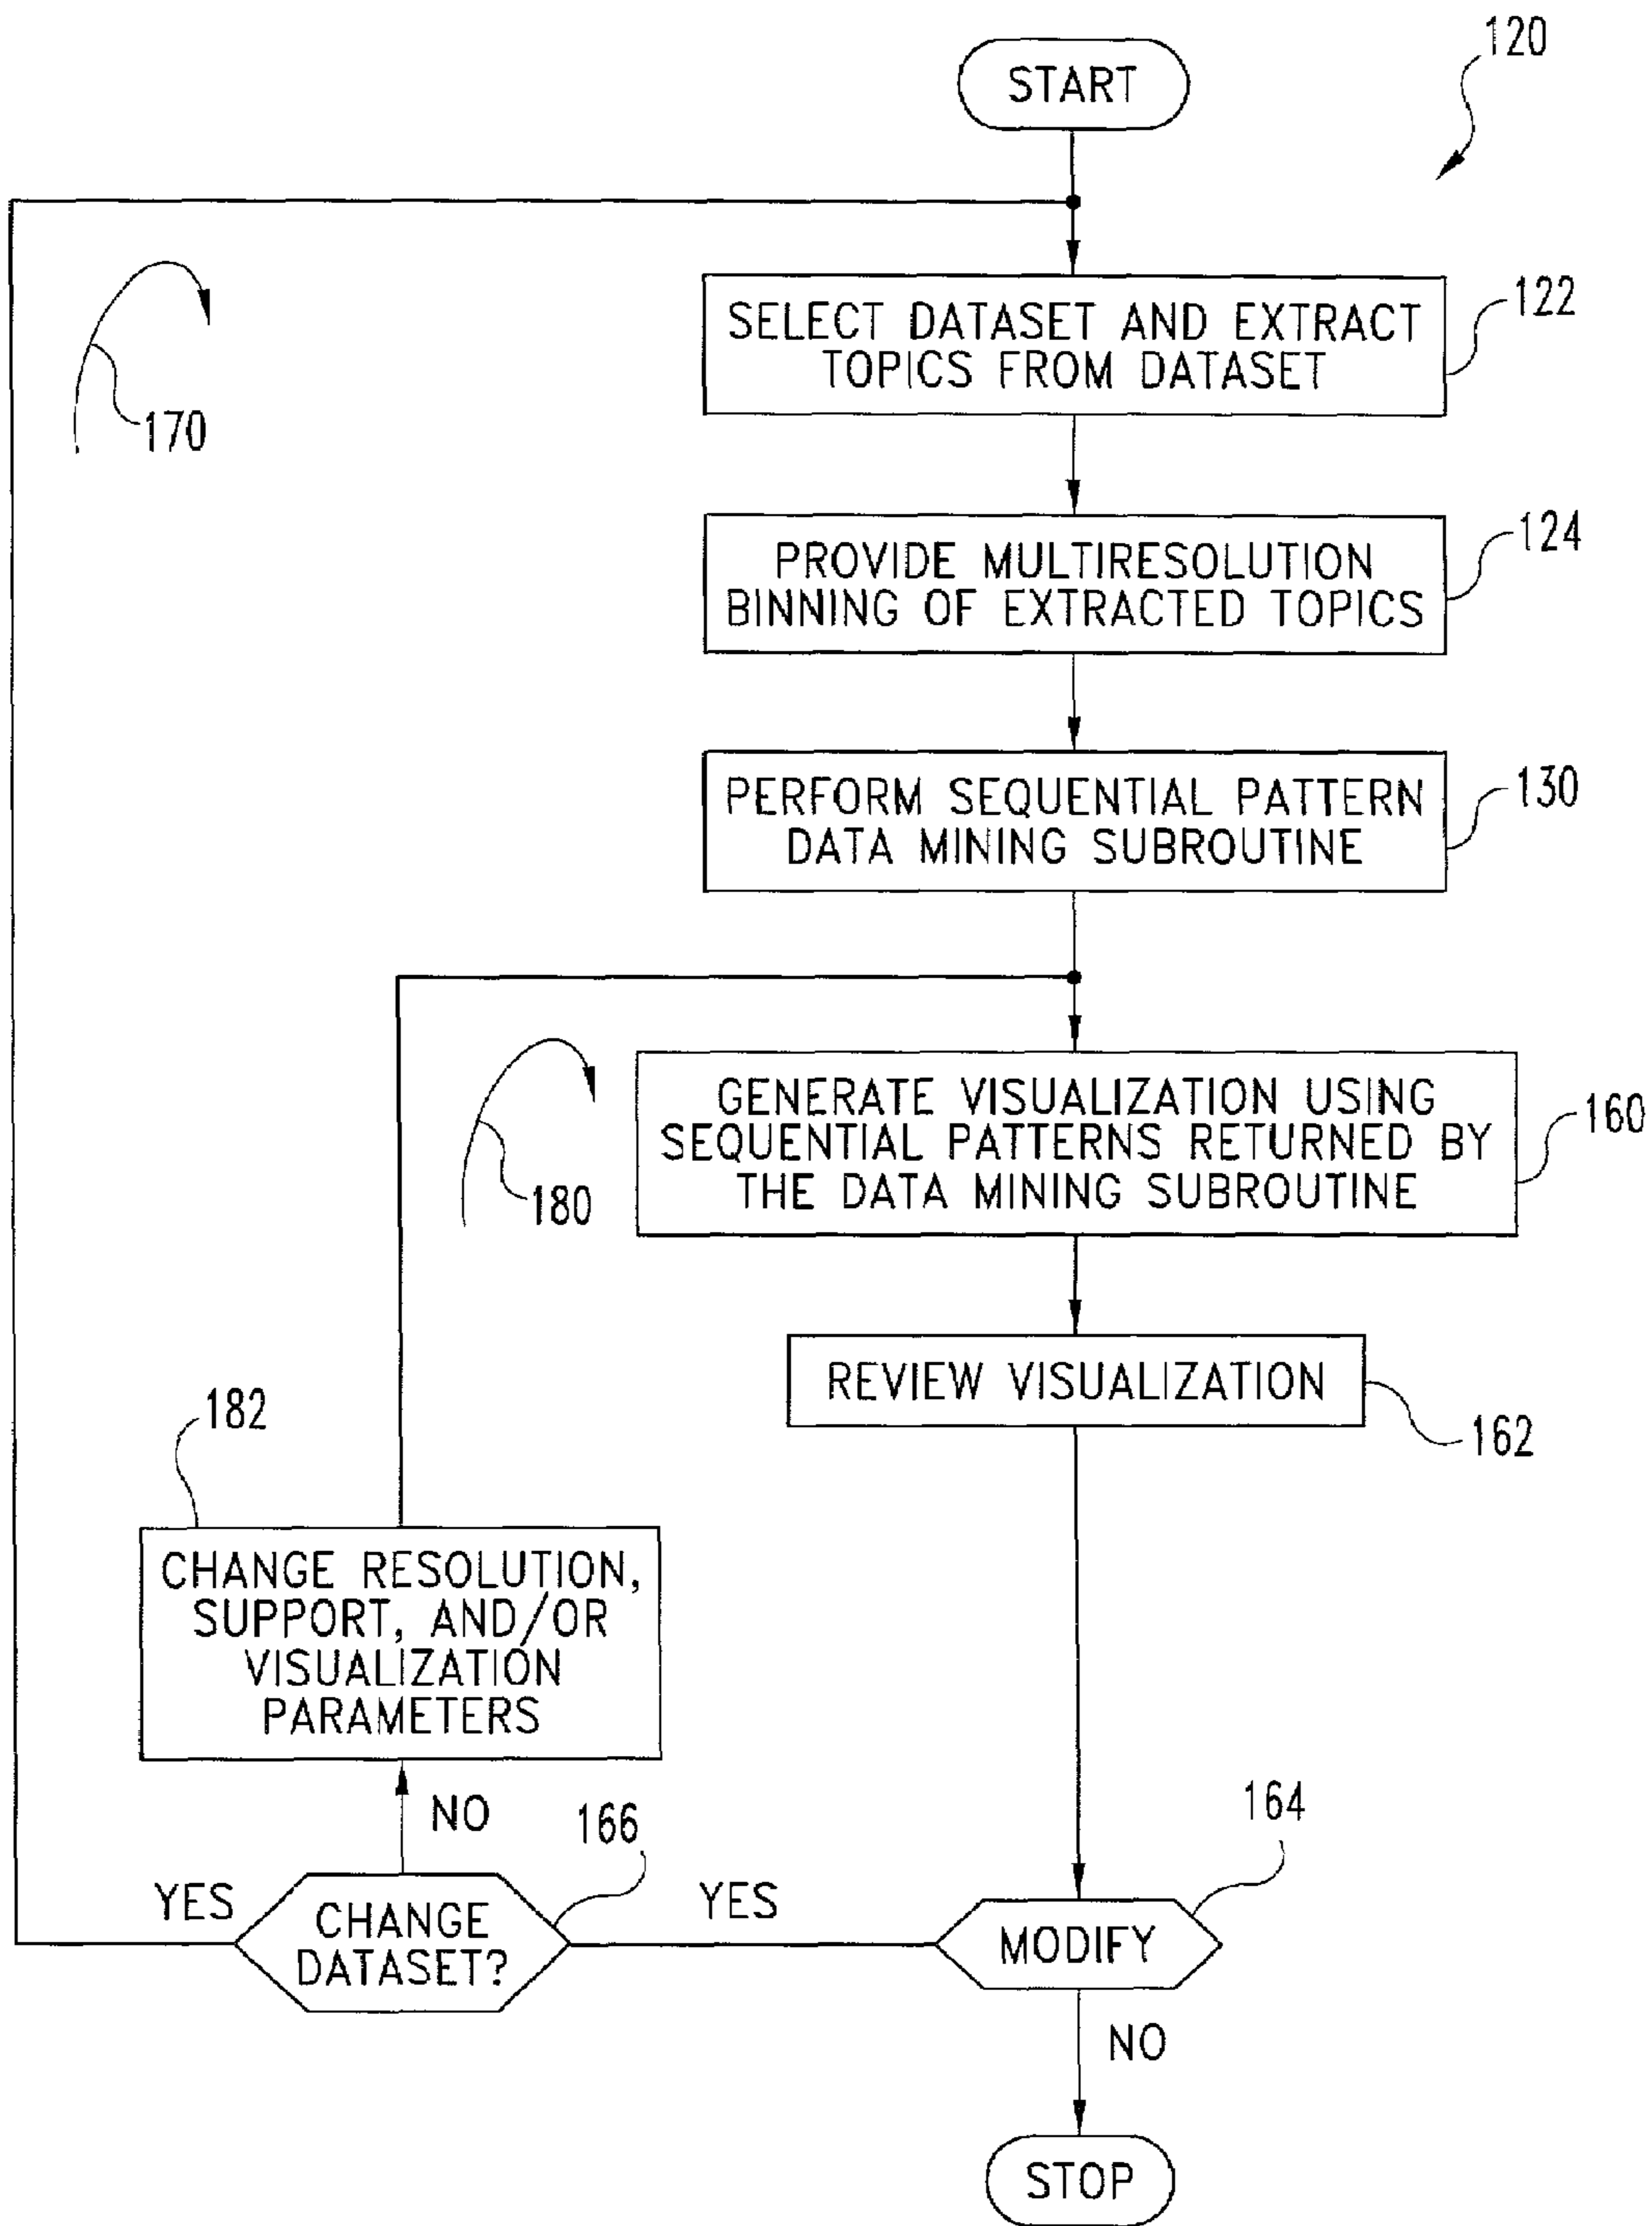 120
START
122
SELECT DATASET AND EXTRACT
TOPICS FROM DATASET
170
124
PROVIDE MULTIRESOLUTION
BINNING OF EXTRACTED TOPICS
130
PERFORM SEQUENTIAL PATTERN
DATA MINING SUBROUTINE
160
GENERATE VISUALIZATION USING
SEQUENTIAL PATTERNS RETURNED BY
THE DATA MINING SUBROUTINE
180
REVIEW VISUALIZATION
162
182
CHANGE RESOLUTION,
SUPPORT, AND/OR
VISUALIZATION
PARAMETERS
NO
166
164
YES
CHANGE
DATASET?
YES
MODIFY
NO
STOP